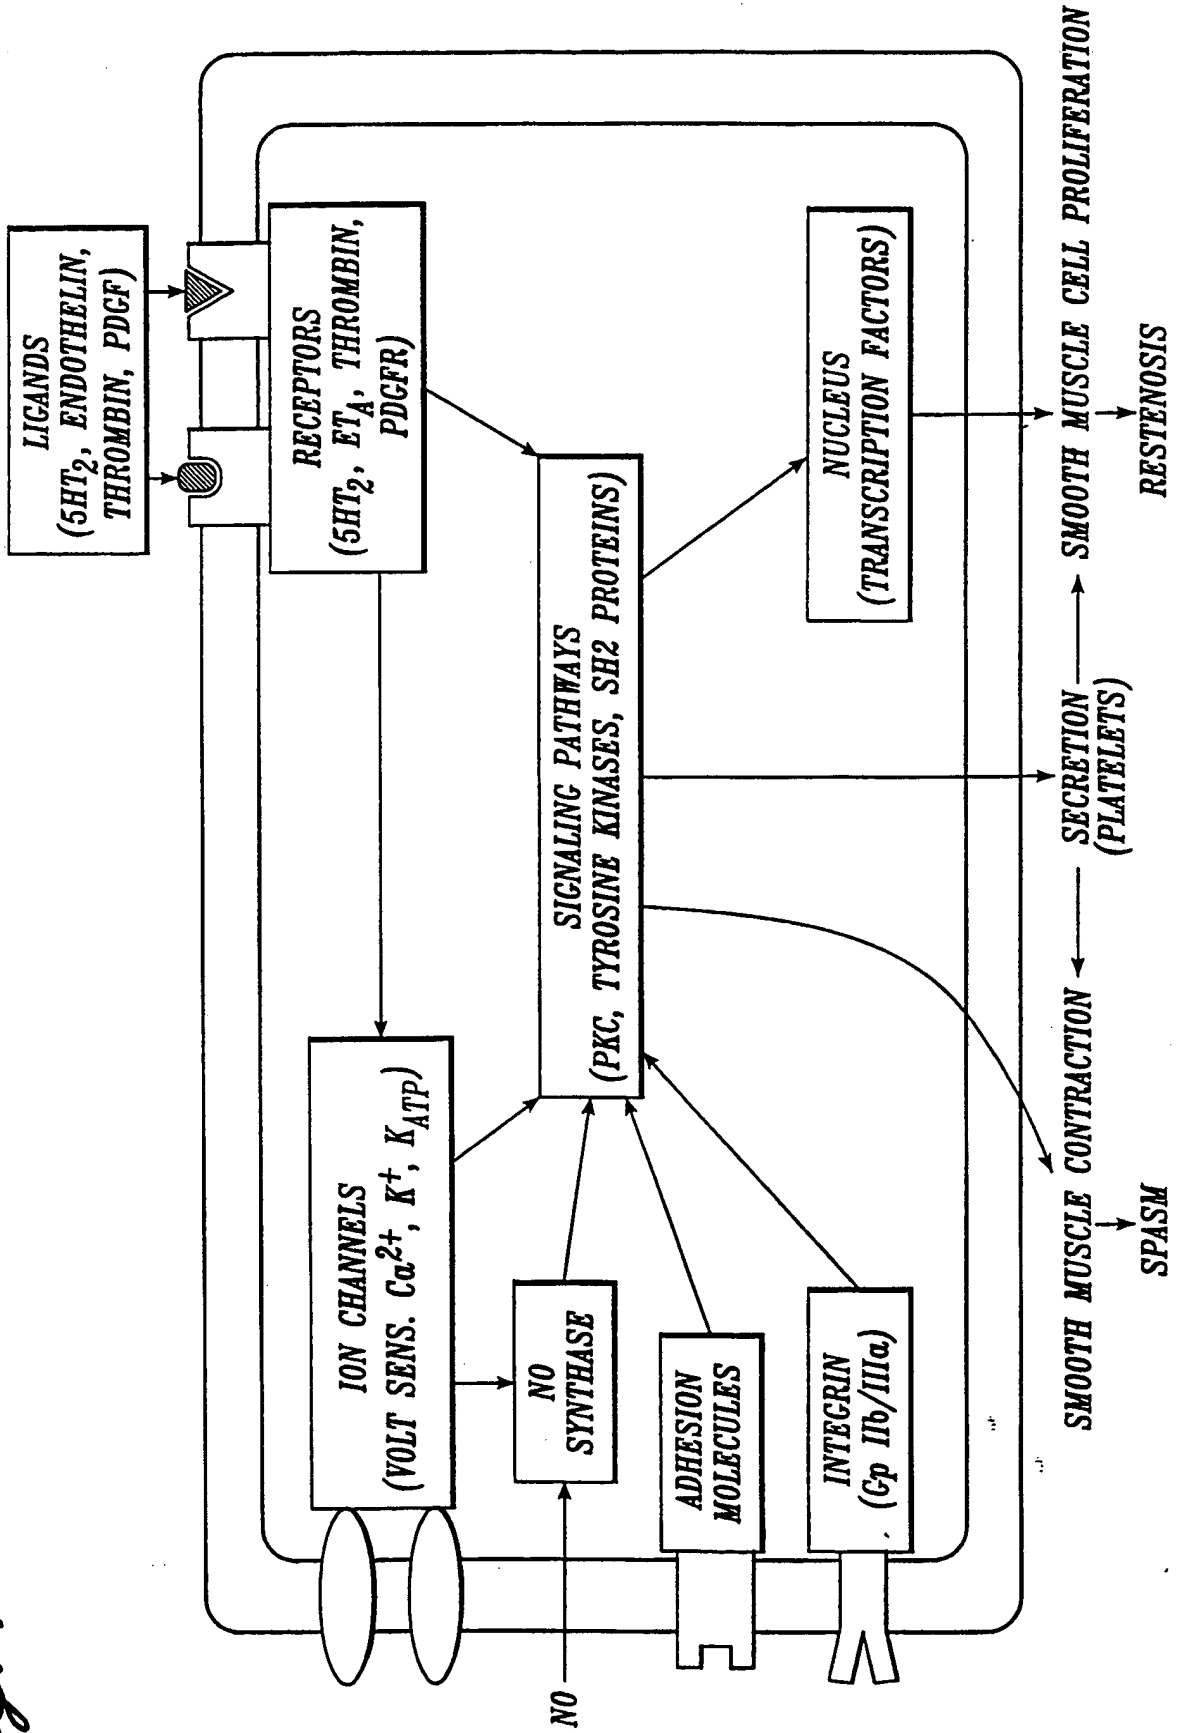 LIGANDS
(5HT2, ENDOTHELIN,
THROMBIN, PDGF)
RECEPTORS
(5HT2, ETA, THROMBIN,
PDGFR)
ION CHANNELS
(VOLT SENS. Ca2+, K+, KATP)
NO
NO
SYNTHASE
SIGNALING PATHWAYS
(PKC, TYROSINE KINASES, SH2 PROTEINS)
ADHESION
MOLECULES
INTEGRIN
(Gp IIb/IIIa)
NUCLEUS
(TRANSCRIPTION FACTORS)
SMOOTH MUSCLE CONTRACTION
SECRETION
(PLATELETS)
SMOOTH MUSCLE CELL PROLIFERATION
SPASM
RESTENOSIS